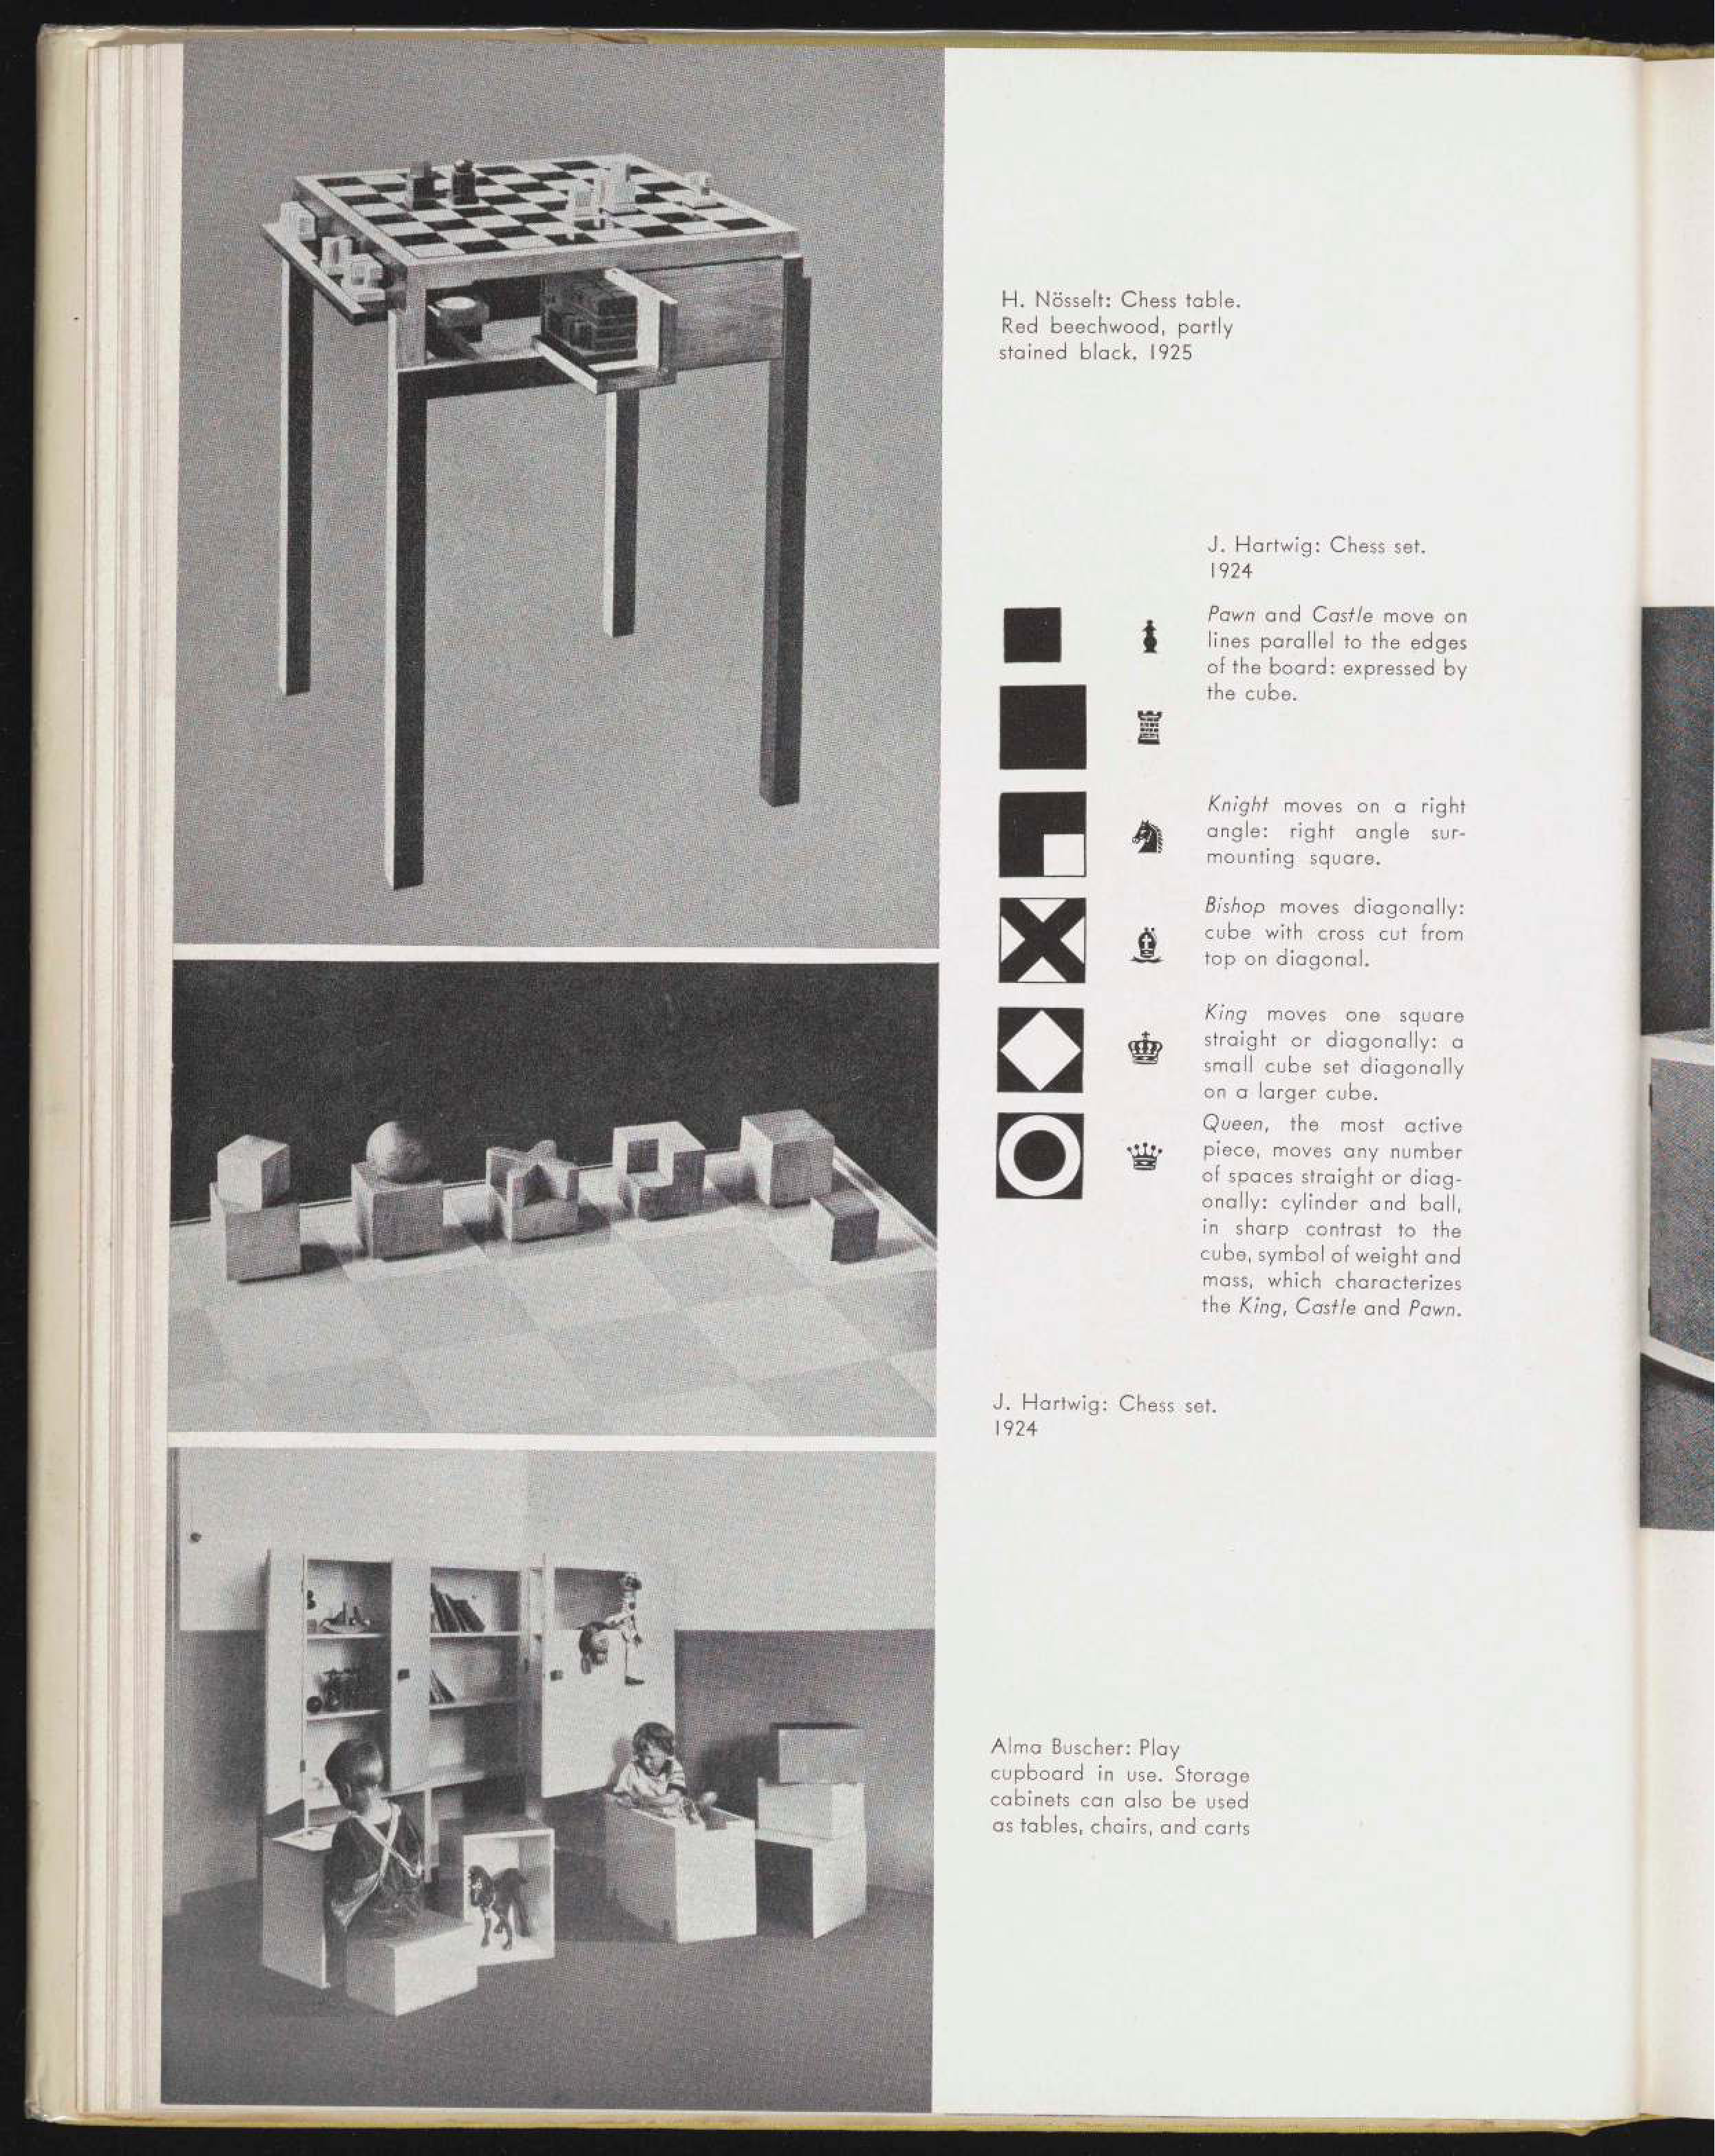 H. Nösselt: Chess table.
Red beechwood, partly
stained black, 1925
J. Hartwig: Chess set.
1924
Pawn and Castle move on
lines parallel to the edges
of the board: expressed by
the cube.
Knight moves on a right
angle: right angle sur-
mounting square.
Bishop moves diagonally:
cube with cross cut from
top on diagonal.
King moves one square
straight or diagonally: a
small cube set diagonally
on a larger cube.
Queen, the most active
piece, moves any number
of spaces straight or diag-
onally: cylinder and ball,
in sharp contrast to the
cube, symbol of weight and
mass, which characterizes
the King, Castle and Pawn.
J. Hartwig: Chess set.
1924
Alma Buscher: Play
cupboard in use. Storage
cabinets can also be used
as tables, chairs, and carts